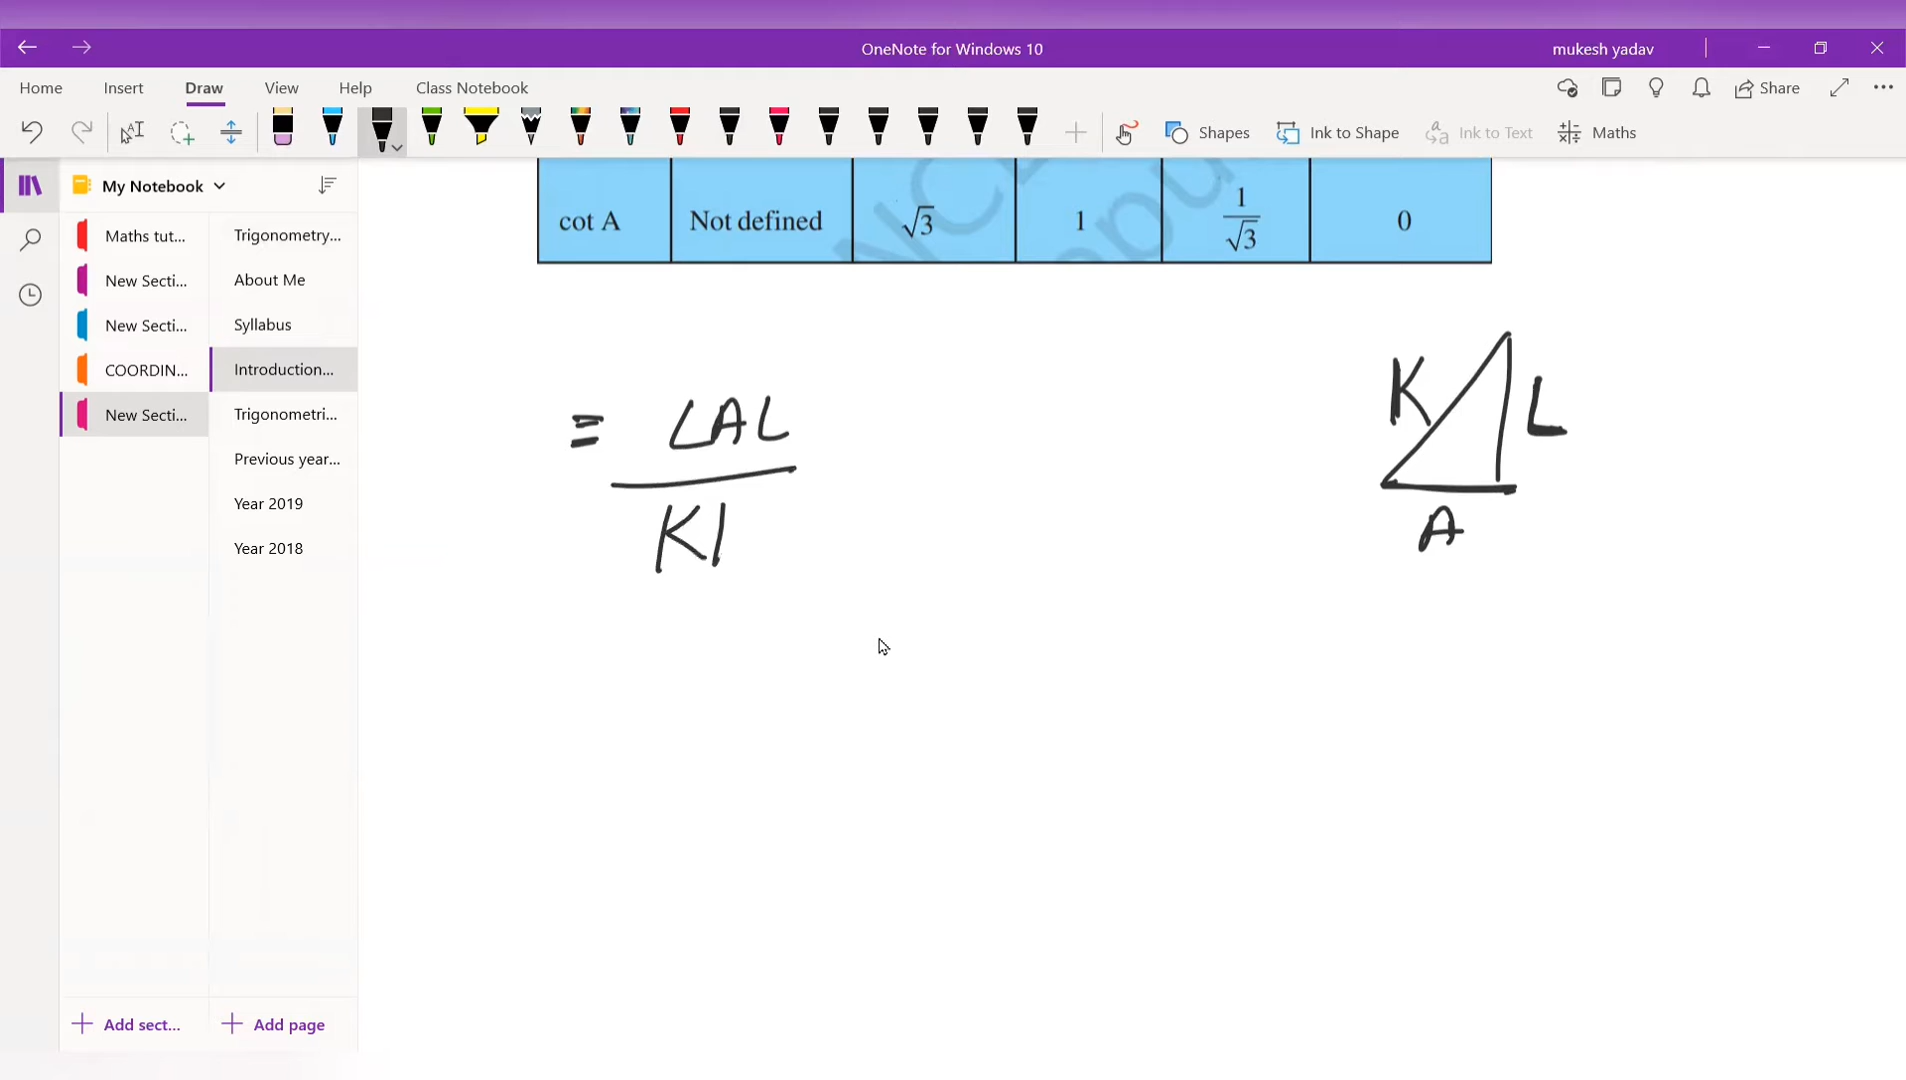 OneNote for Windows 10
mukesh yadav
Home Insert Draw View Help Class Notebook
Share
Shapes Ink to Shape Ink to Text Maths
My Notebook
Maths tut...
New Secti...
New Secti...
COORDIN...
New Secti...
Trigonometry...
About Me
Syllabus
Introduction...
Trigonometri...
Previous year...
Year 2019
Year 2018
Add sect...
Add page
cot A Not defined √3 1 1/√3 0
= LAL
KI
K
L
A